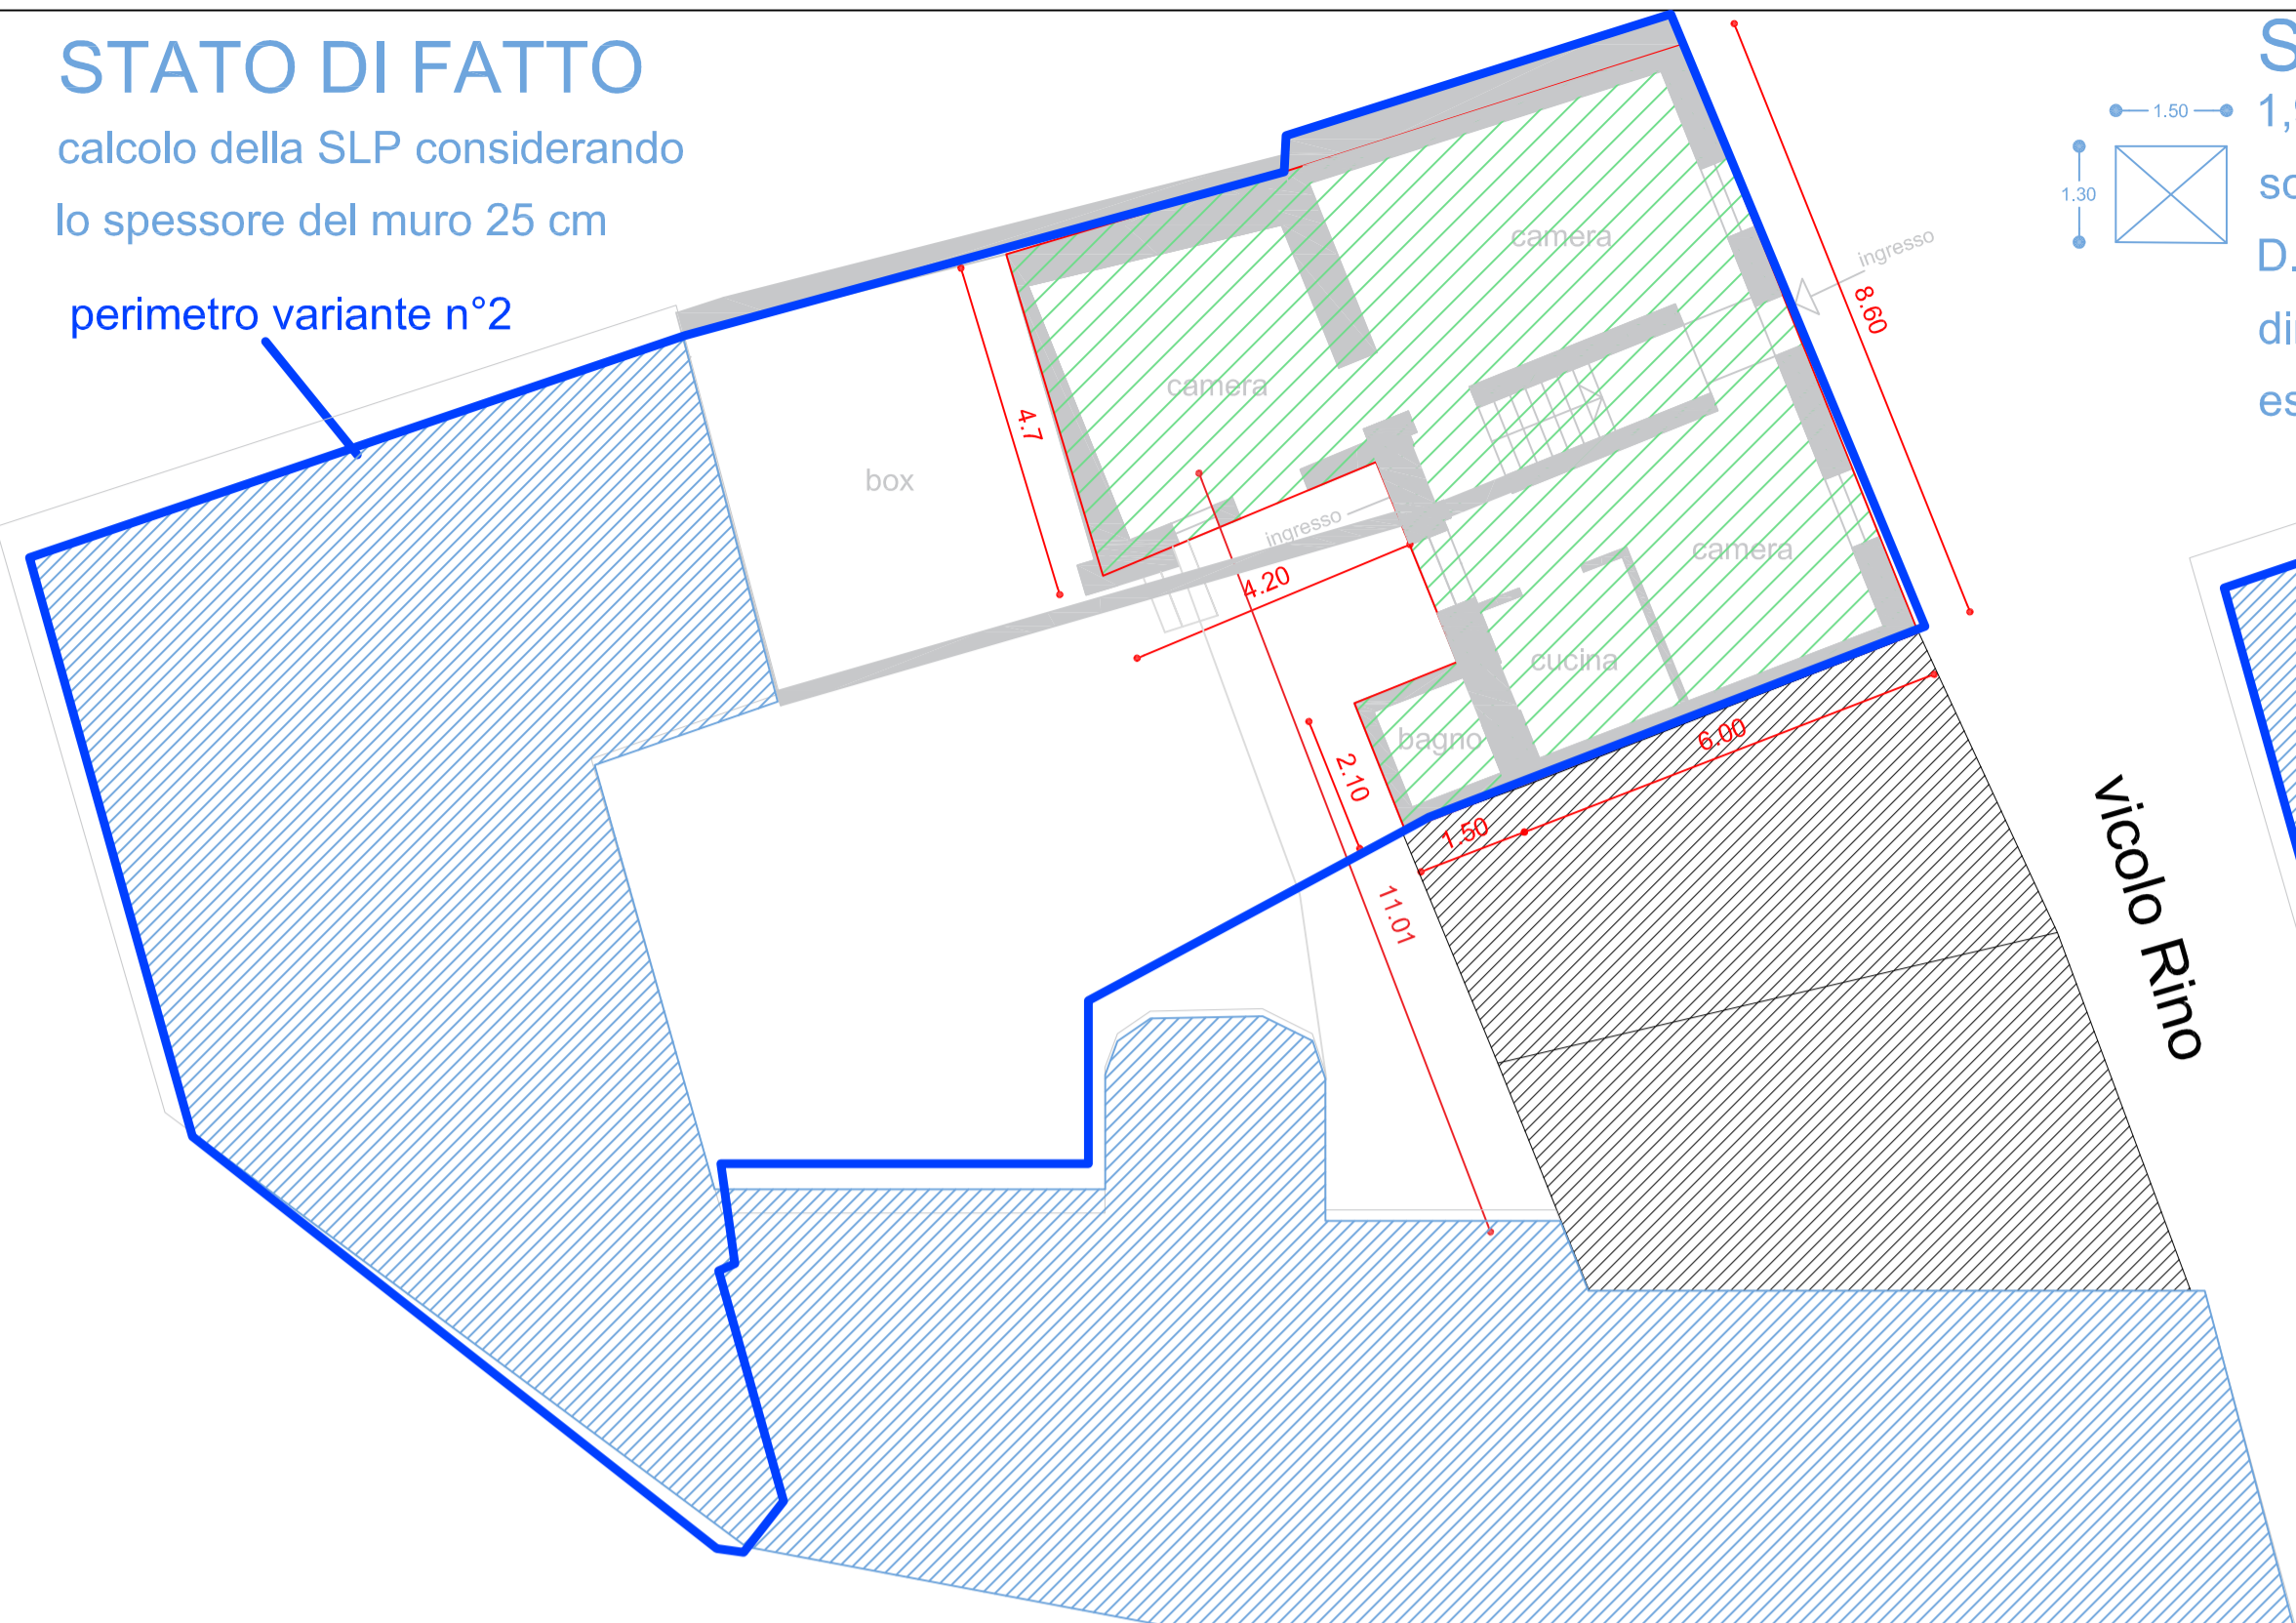 STATO DI FATTO
calcolo della SLP considerando
lo spessore del muro 25 cm
perimetro variante n°2
1.50
1.30
camera
ingresso
8.60
camera
4.7
box
ingresso
4.20
camera
cucina
bagno
6.00
2.10
1.50
11.01
vicolo Rino